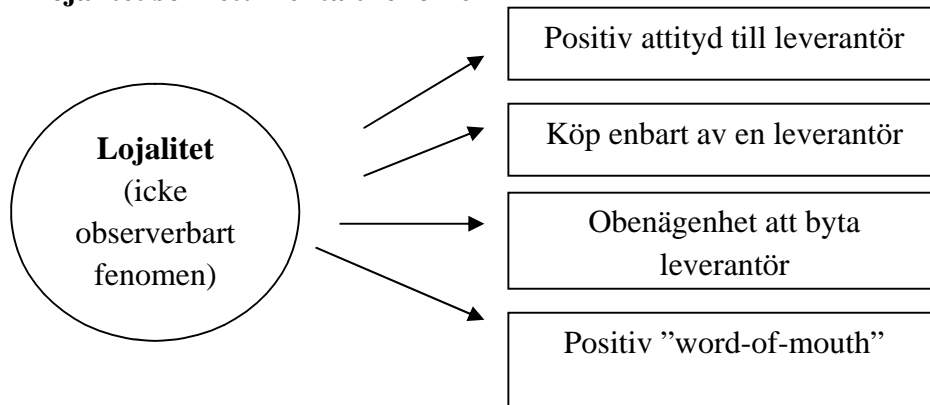 Lojalitet
(icke
observerbart
fenomen)
Positiv attityd till leverantör
Köp enbart av en leverantör
Obenägenhet att byta
leverantör
Positiv ”word-of-mouth”